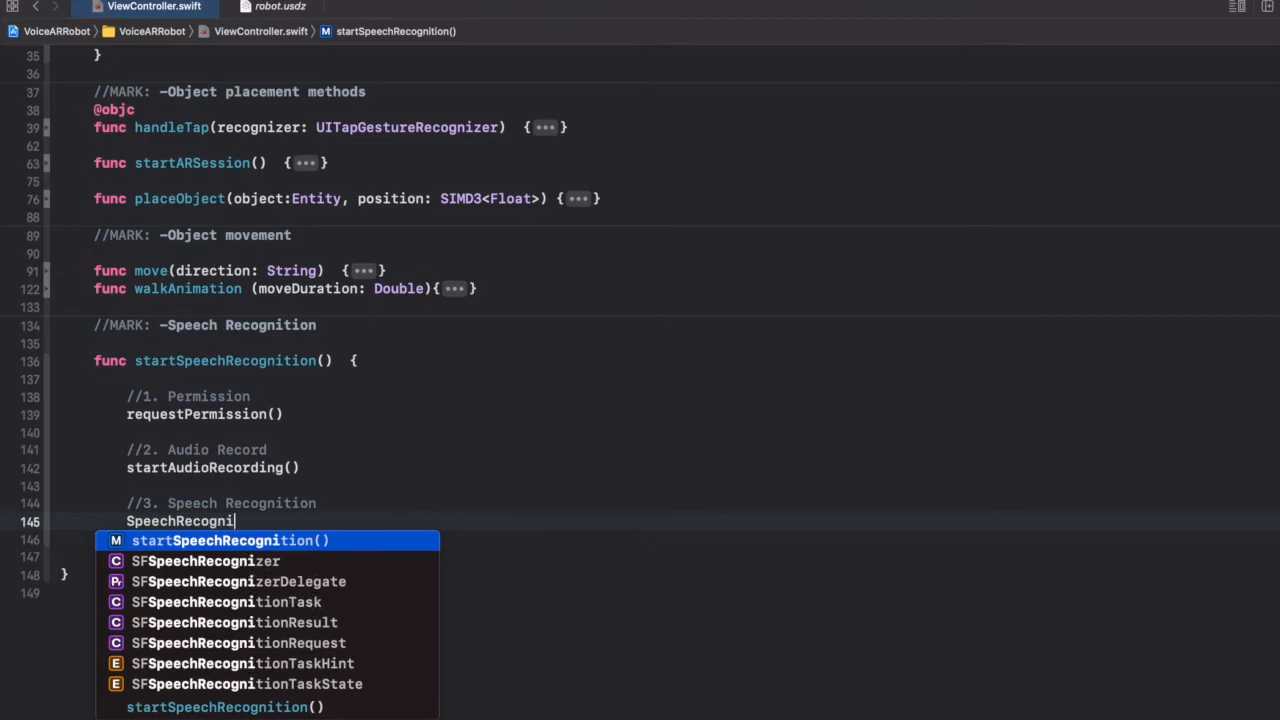 ViewController.swift
robot.usdz
VoiceARRobot
VoiceARRobot
ViewController.swift
M startSpeechRecognition()
35 }
36
37 //MARK: -Object placement methods
38 @objc
39 func handleTap(recognizer: UITapGestureRecognizer) {•••}
62
63 func startARSession() {•••}
75
76 func placeObject(object:Entity, position: SIMD3<Float>) {•••}
88
89 //MARK: -Object movement
90
91 func move(direction: String) {•••}
122 func walkAnimation (moveDuration: Double){•••}
133
134 //MARK: -Speech Recognition
135
136 func startSpeechRecognition() {
137
138 //1. Permission
139 requestPermission()
140
141 //2. Audio Record
142 startAudioRecording()
143
144 //3. Speech Recognition
145 SpeechRecogni
146
M startSpeechRecognition()
147
C SFSpeechRecognizer
148 }
Pr SFSpeechRecognizerDelegate
149
C SFSpeechRecognitionTask
C SFSpeechRecognitionResult
C SFSpeechRecognitionRequest
E SFSpeechRecognitionTaskHint
E SFSpeechRecognitionTaskState
startSpeechRecognition()